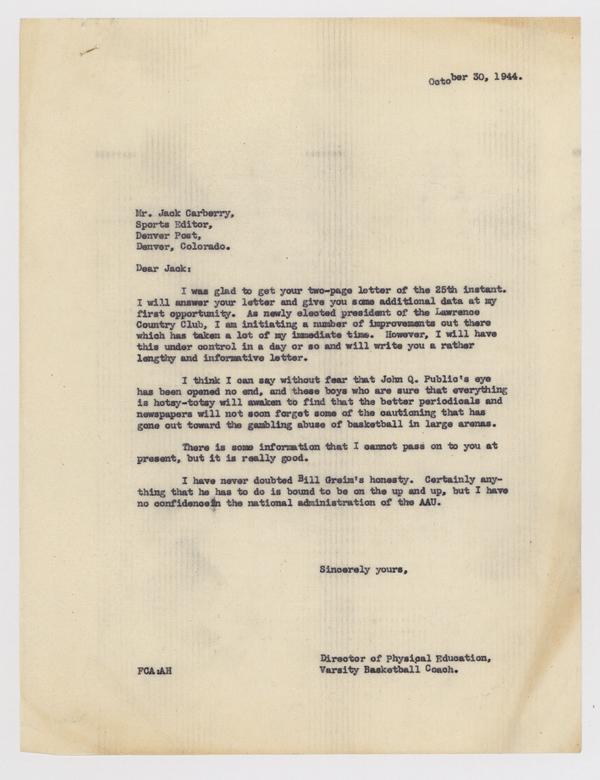 October 30, 1944.
Mr. Jack Carberry,
Sports Editor,
Denver Post,
Denver, Colorado.
Dear Jack:
I was glad to get your two-page letter of the 25th instant.
I will answer your letter and give you some additional data at my
first opportunity. As newly elected president of the Lawrence
Country Club, I am initiating a number of improvements out there
which has taken a lot of my immediate time. However, I will have
this under control in a day or so and will write you a rather
lengthy and informative letter.
I think I can say without fear that John Q. Public's eye
has been opened no end, and these boys who are sure that everything
is hotsy-totsy will awaken to find that the better periodicals and
newspapers will not soon forget some of the cautioning that has
gone out toward the gambling abuse of basketball in large arenas.
There is some information that I cannot pass on to you at
present, but it is really good.
I have never doubted Bill Greim's honesty. Certainly any-
thing that he has to do is bound to be on the up and up, but I have
no confidence in the national administration of the AAU.
Sincerely yours,
Director of Physical Education,
FCA:AH Varsity Basketball Coach.